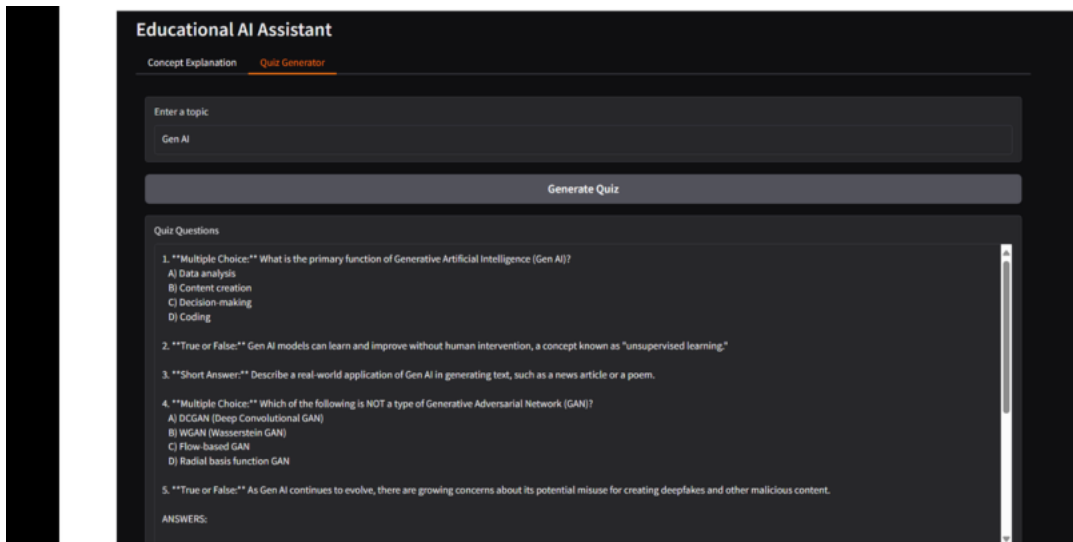 Educational AI Assistant
Concept Explanation Quiz Generator
Enter a topic
Gen AI
Generate Quiz
Quiz Questions
1. **Multiple Choice:** What is the primary function of Generative Artificial Intelligence (Gen AI)?
A) Data analysis
B) Content creation
C) Decision-making
D) Coding
2. **True or False:** Gen AI models can learn and improve without human intervention, a concept known as "unsupervised learning."
3. **Short Answer:** Describe a real-world application of Gen AI in generating text, such as a news article or a poem.
4. **Multiple Choice:** Which of the following is NOT a type of Generative Adversarial Network (GAN)?
A) DCGAN (Deep Convolutional GAN)
B) WGAN (Wasserstein GAN)
C) Flow-based GAN
D) Radial basis function GAN
5. **True or False:** As Gen AI continues to evolve, there are growing concerns about its potential misuse for creating deepfakes and other malicious content.
ANSWERS: